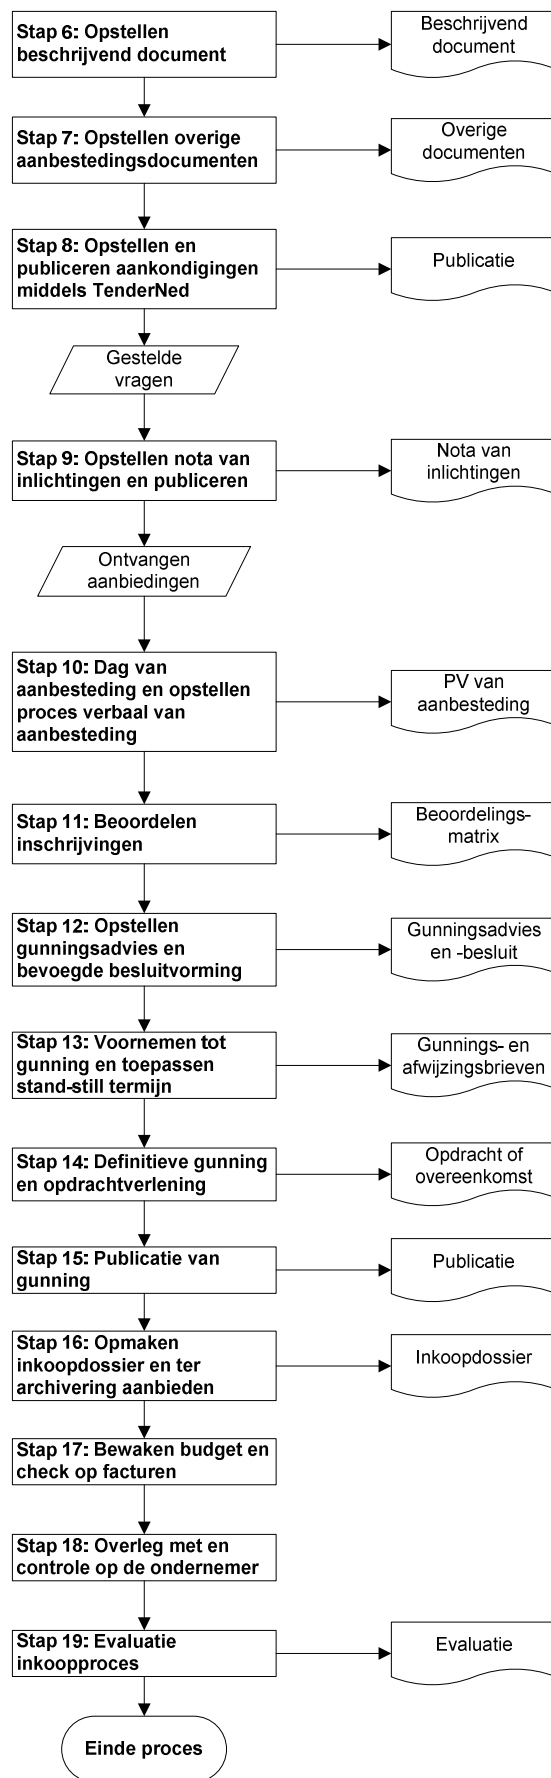 Stap 6: Opstellen
beschrijvend document
Beschrijvend
document
Stap 7: Opstellen overige
aanbestedingsdocumenten
Overige
documenten
Stap 8: Opstellen en
publiceren aankondigingen
middels TenderNed
Publicatie
Gestelde
vragen
Stap 9: Opstellen nota van
inlichtingen en publiceren
Nota van
inlichtingen
Ontvangen
aanbiedingen
Stap 10: Dag van
aanbesteding en opstellen
proces verbaal van
aanbesteding
PV van
aanbesteding
Stap 11: Beoordelen
inschrijvingen
Beoordelings-
matrix
Stap 12: Opstellen
gunningsadvies en
bevoegde besluitvorming
Gunningsadvies
en -besluit
Stap 13: Voornemen tot
gunning en toepassen
stand-still termijn
Gunnings- en
afwijzingsbrieven
Stap 14: Definitieve gunning
en opdrachtverlening
Opdracht of
overeenkomst
Stap 15: Publicatie van
gunning
Publicatie
Stap 16: Opmaken
inkoopdossier en ter
archivering aanbieden
Inkoopdossier
Stap 17: Bewaken budget en
check op facturen
Stap 18: Overleg met en
controle op de ondernemer
Stap 19: Evaluatie
inkoopproces
Evaluatie
Einde proces